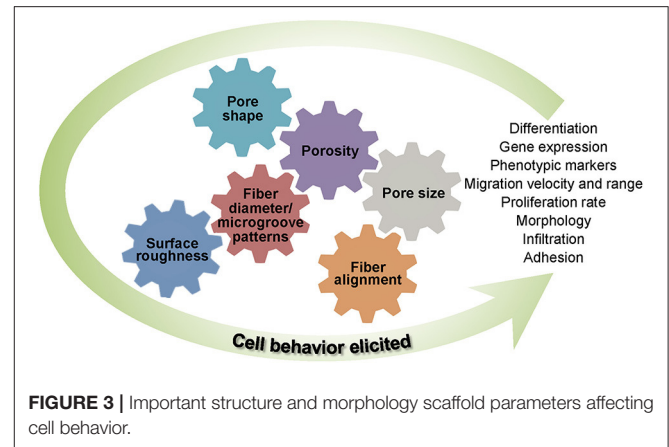 Pore
shape
Porosity
Pore size
Fiber
diameter/
microgroove
patterns
Surface
roughness
Fiber
alignment
Differentiation
Gene expression
Phenotypic markers
Migration velocity and range
Proliferation rate
Morphology
Infiltration
Adhesion
Cell behavior elicited
FIGURE 3 | Important structure and morphology scaffold parameters affecting
cell behavior.